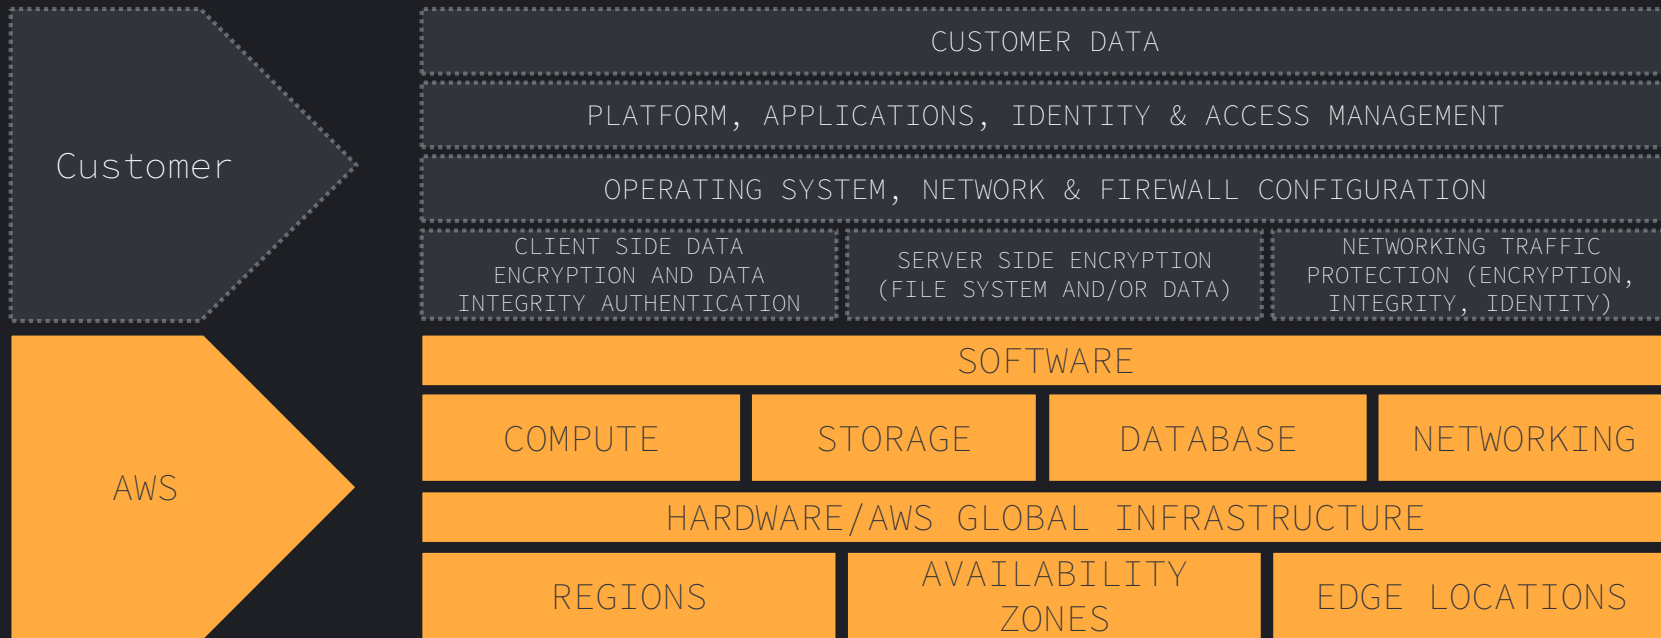 Customer
CUSTOMER DATA
PLATFORM, APPLICATIONS, IDENTITY & ACCESS MANAGEMENT
OPERATING SYSTEM, NETWORK & FIREWALL CONFIGURATION
CLIENT SIDE DATA
ENCRYPTION AND DATA
INTEGRITY AUTHENTICATION
SERVER SIDE ENCRYPTION
(FILE SYSTEM AND/OR DATA)
NETWORKING TRAFFIC
PROTECTION (ENCRYPTION,
INTEGRITY, IDENTITY)
AWS
SOFTWARE
COMPUTE
STORAGE
DATABASE
NETWORKING
HARDWARE/AWS GLOBAL INFRASTRUCTURE
REGIONS
AVAILABILITY
ZONES
EDGE LOCATIONS